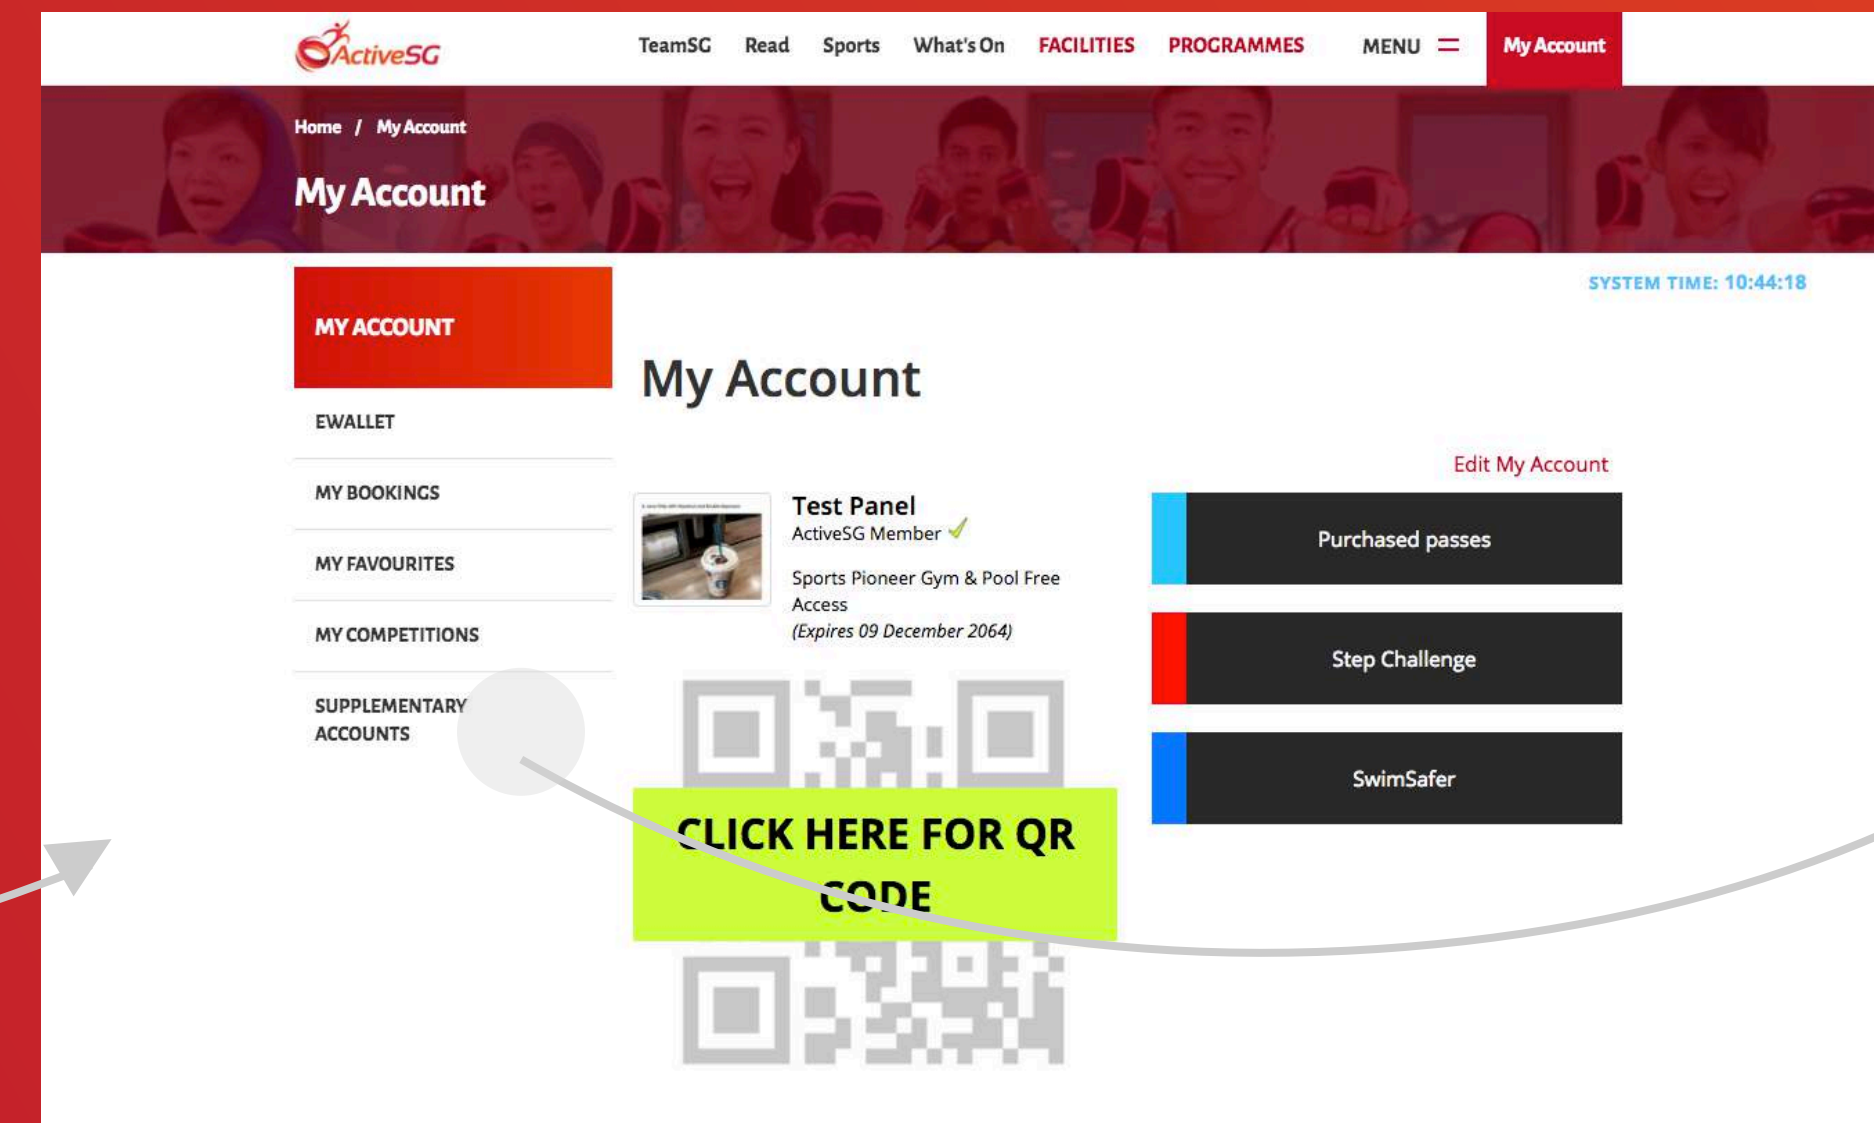 ActiveSG
TeamSG Read Sports What's On FACILITIES PROGRAMMES MENU My Account
Home / My Account
My Account
SYSTEM TIME: 10:44:18
MY ACCOUNT
EWALLET
MY BOOKINGS
MY FAVOURITES
MY COMPETITIONS
SUPPLEMENTARY
ACCOUNTS
My Account
Edit My Account
Test Panel
ActiveSG Member
Sports Pioneer Gym & Pool Free
Access
(Expires 09 December 2064)
CLICK HERE FOR QR
CODE
Purchased passes
Step Challenge
SwimSafer